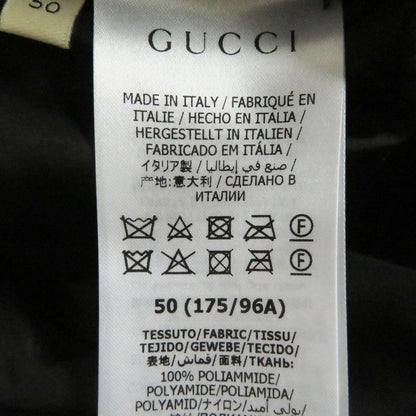 50
GUCCI
MADE IN ITALY / FABRIQUÉ EN
ITALIE / HECHO EN ITALIA /
HERGESTELLT IN ITALIEN /
FABRICADO EM ITÁLIA /
イタリア製 / صنع في إيطاليا /
产地:意大利 / СДЕЛАНО В
ИТАЛИИ
F
F
50 (175/96A)
TESSUTO/FABRIC/TISSU/
TEJIDO/GEWEBE/TECIDO/
表地/قماش/面料/ТКАНЬ:
100% POLIAMMIDE/
POLYAMIDE/POLIAMIDA/
POLYAMID/ナイロン/بولي أميد/